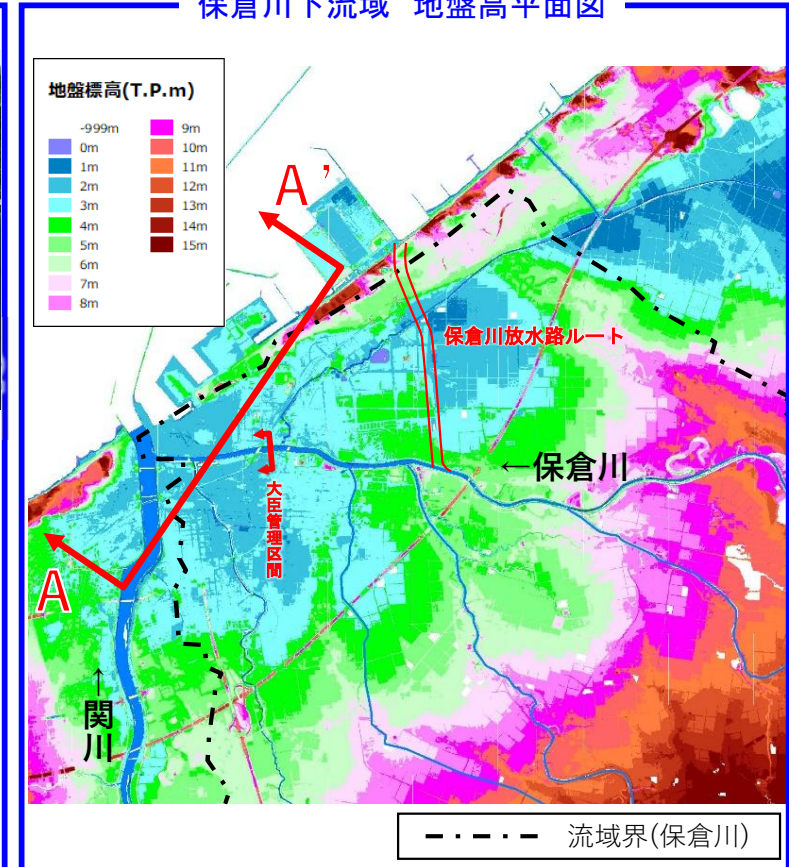 保倉川下流域 地盤高平面図
地盤標高(T.P.m)
-999m
0m
1m
2m
3m
4m
5m
6m
7m
8m
9m
10m
11m
12m
13m
14m
15m
A'
保倉川放水路ルート
←保倉川
大臣管理区間
A
↑関川
流域界(保倉川)